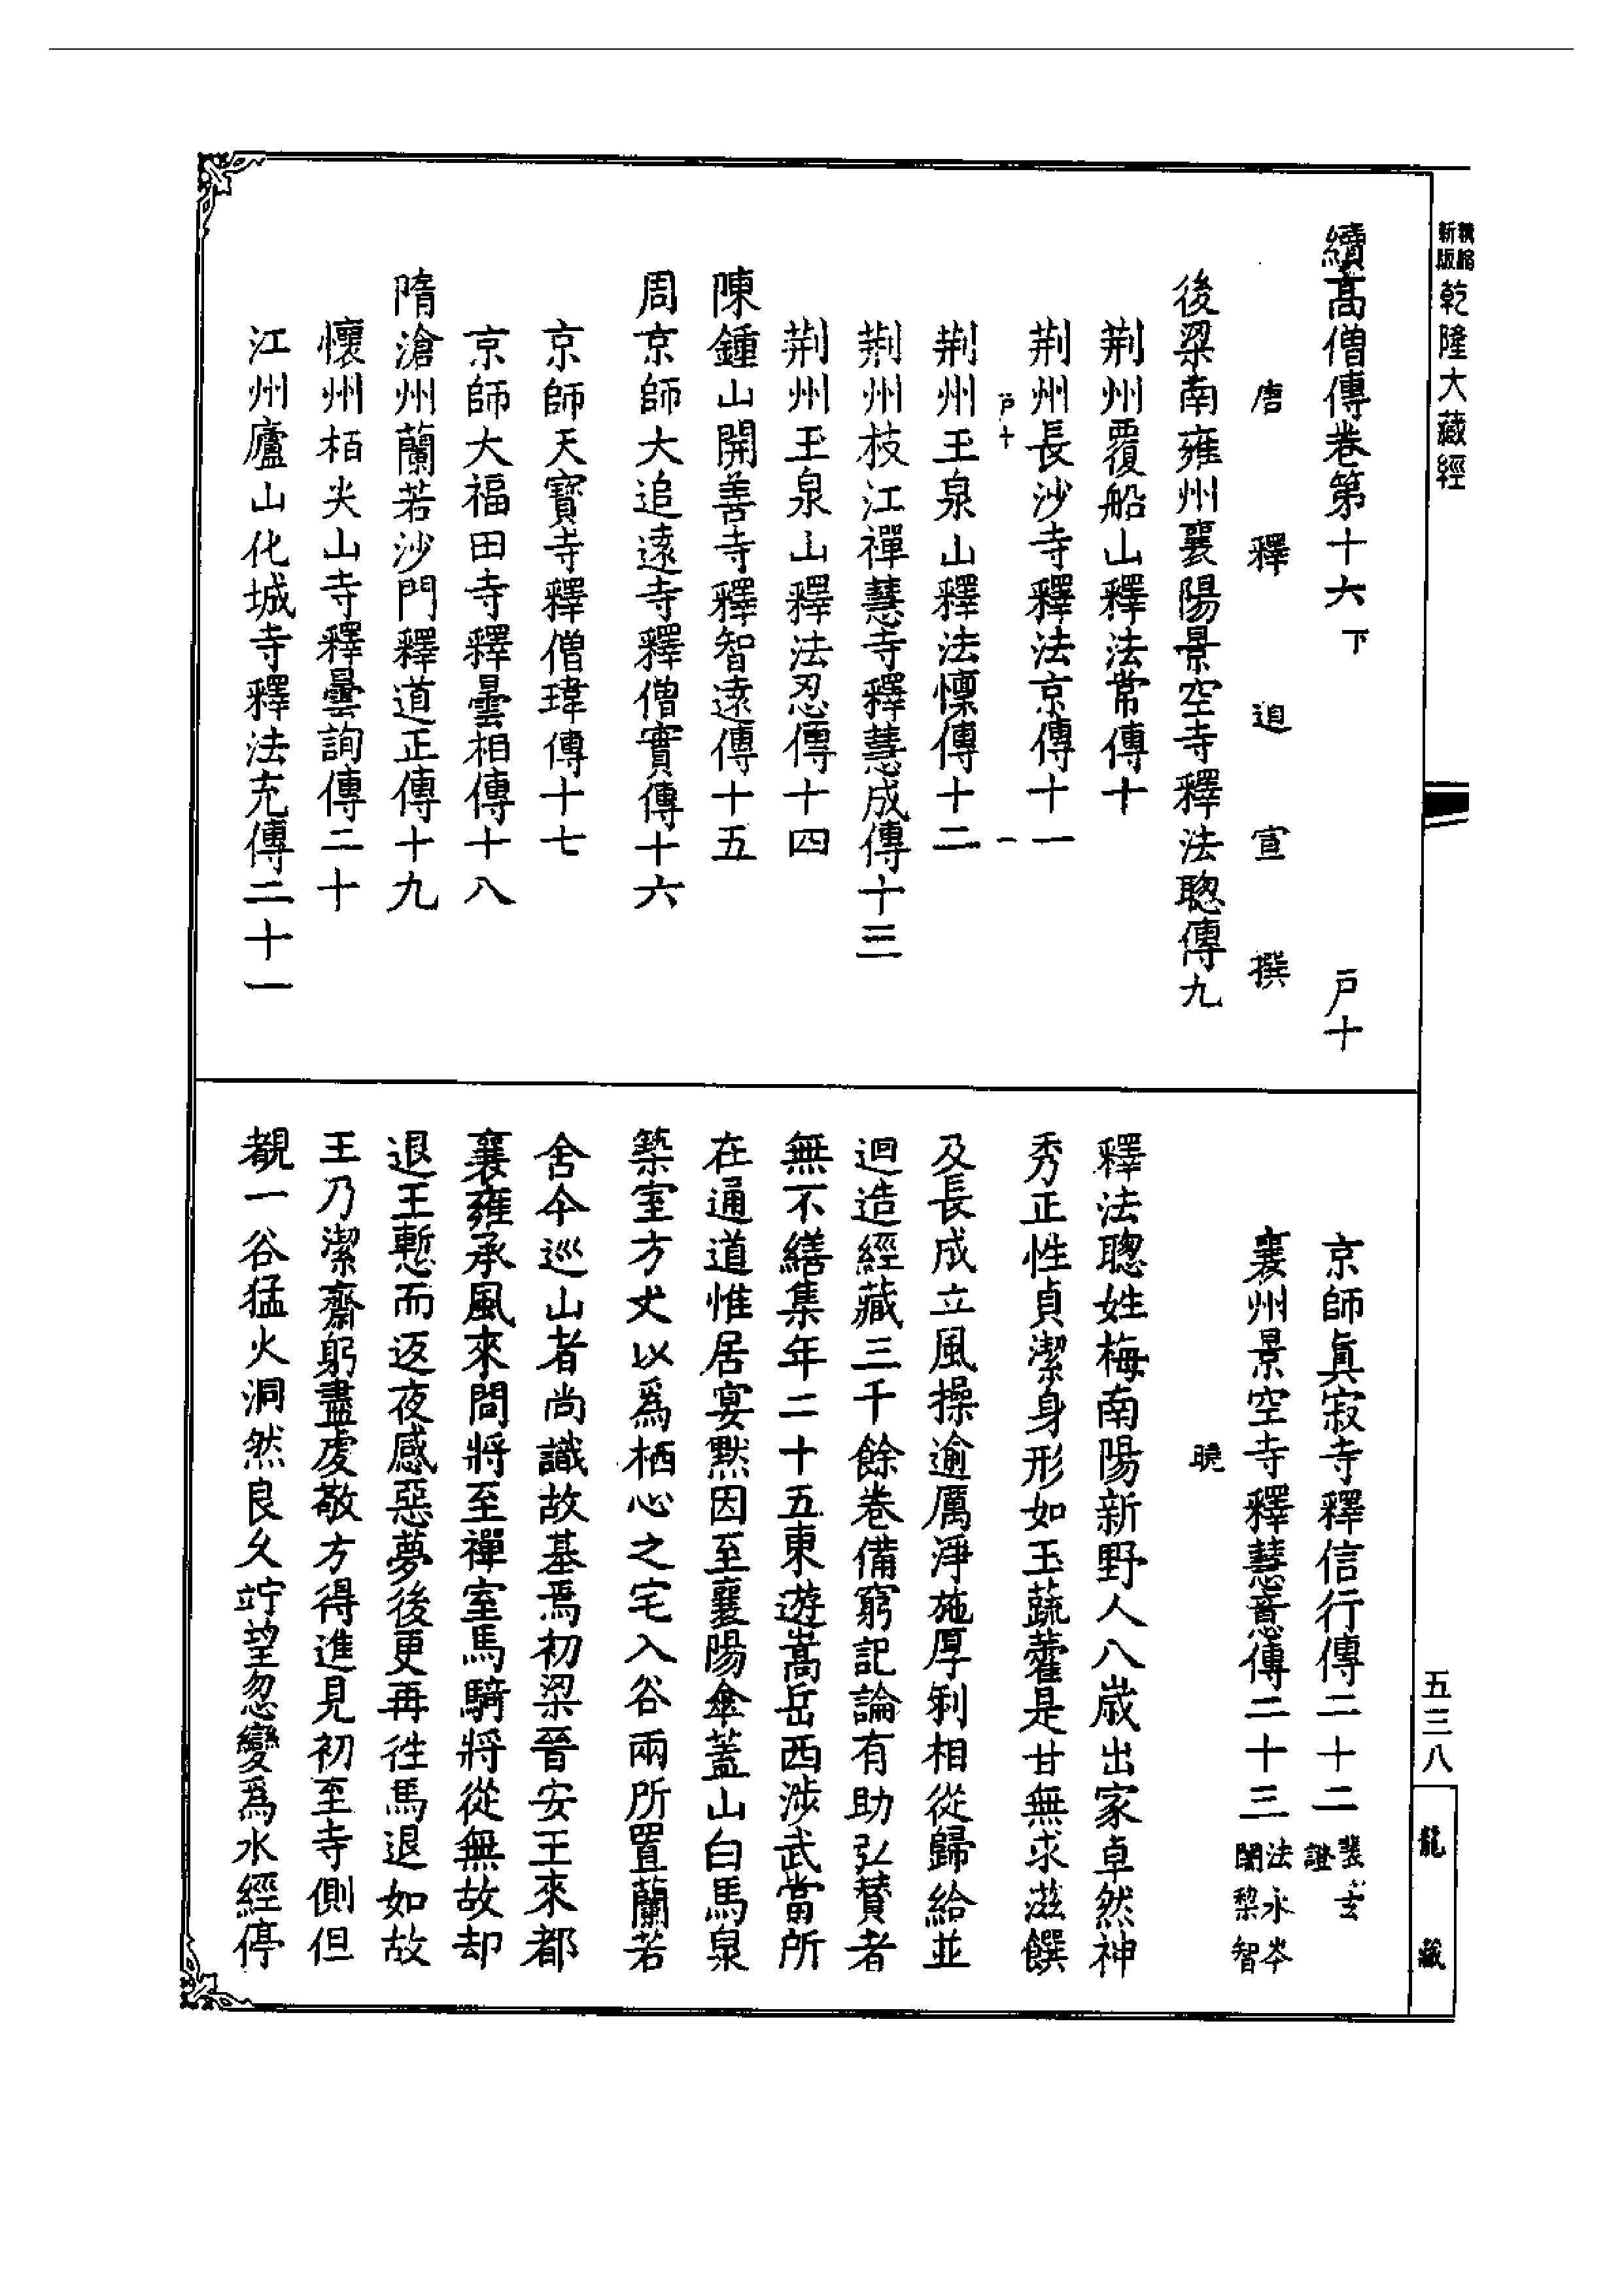 精縮新版乾隆大藏經
續高僧傳卷第十六下 戸十
唐釋道宣撰
後梁南雍州襄陽景空寺釋法聦傳九
荆州覆船山釋法常傳十
荆州長沙寺釋法京傳十一
戸十 一
荆州玉泉山釋法懍傳十二
荆州枝江禪慧寺釋慧成傳十三
荆州玉泉山釋法忍傳十四
陳鍾山開善寺釋智遠傳十五
周京師大追遠寺釋僧實傳十六
京師天寶寺釋僧瑋傳十七
京師大福田寺釋曇相傳十八
隋滄州蘭若沙門釋道正傳十九
懷州栢尖山寺釋曇詢傳二十
江州廬山化城寺釋法充傳二十一
京師眞寂寺釋信行傳二十二裴玄證
襄州景空寺釋慧意傳二十三法永岑闍黎智
曉
釋法聦姓梅南陽新野人八歲出家卓然神
秀正性貞潔身形如玉蔬藿是甘無求滋饌
及長成立風操逾厲淨施厚利相從歸給並
迴造經藏三千餘卷備窮記論有助弘賛者
無不繕集年二十五東遊嵩岳西涉武當所
在通道惟居宴默因至襄陽傘蓋山白馬泉
築室方丈以爲栖心之宅入谷兩所置蘭若
舍今巡山者尚識故基焉初梁晉安王來都
襄雍承風來問將至禪室馬騎將從無故却
退王慙而返夜感惡夢後更再徃馬退如故
王乃潔齋躬盡虔敬方得進見初至寺側但
覩一谷猛火洞然良久竚望忽變爲水經停
五三八
龍藏